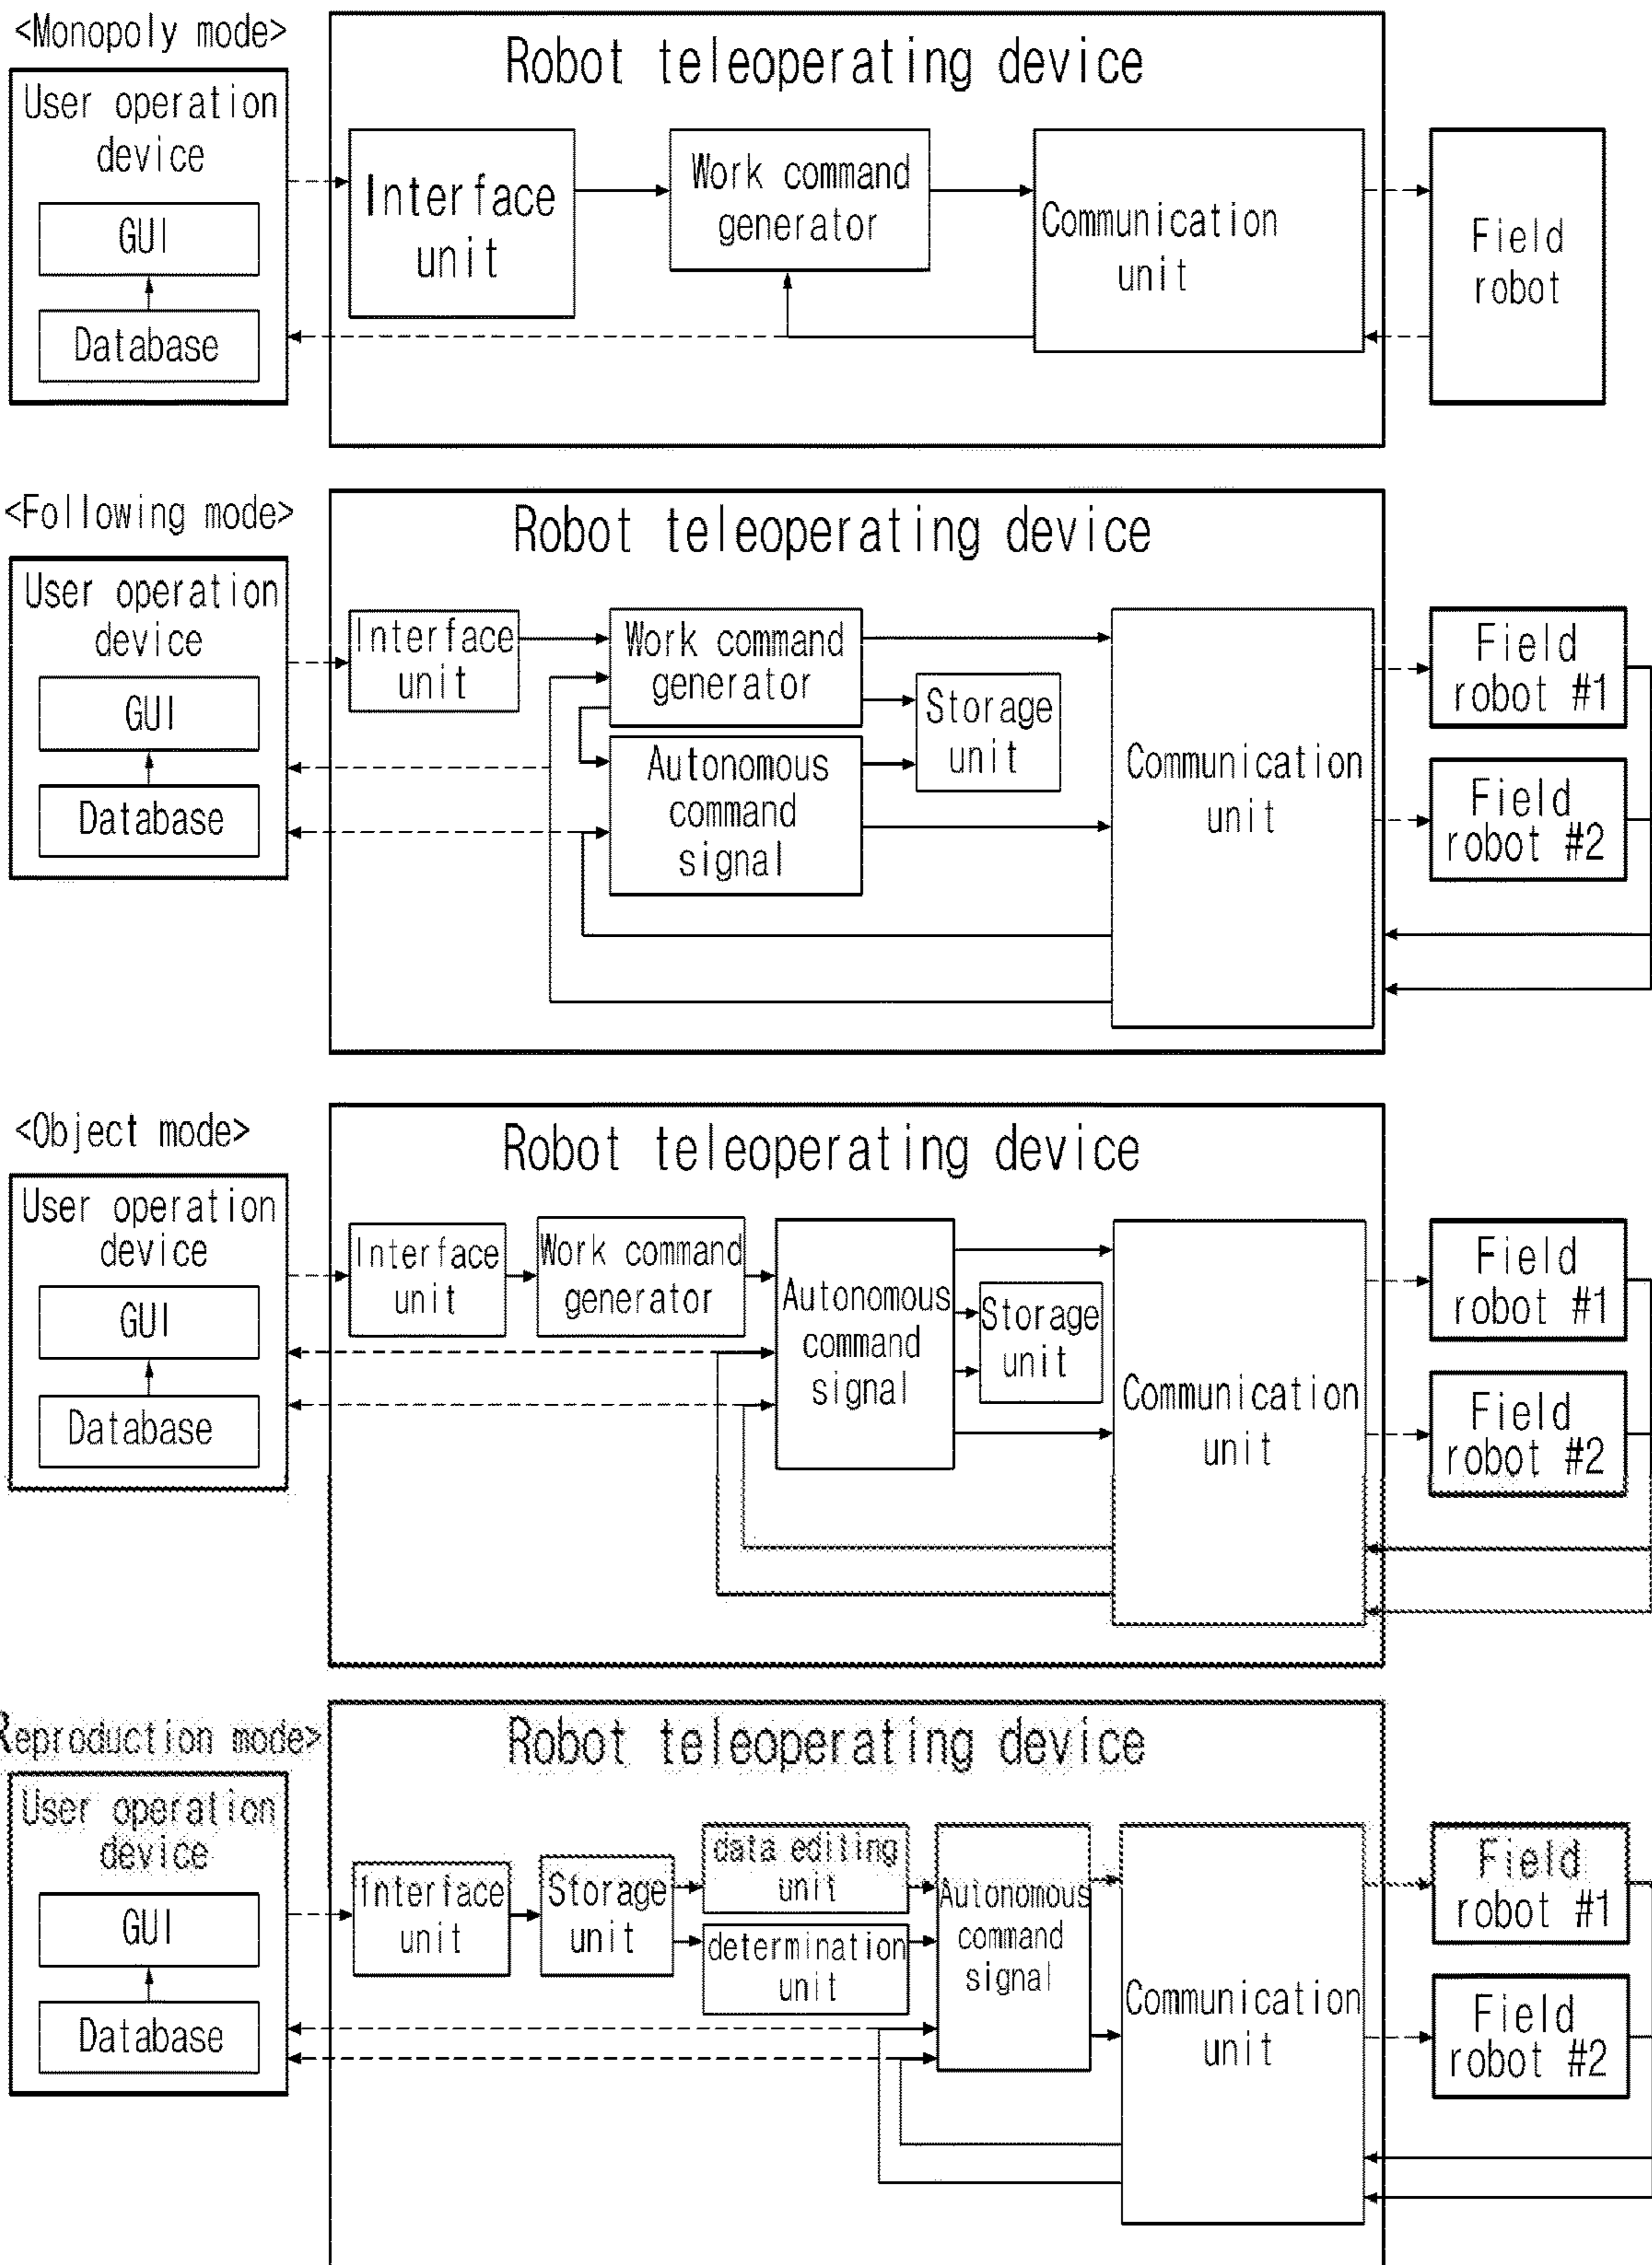 <Monopoly mode>
Robot teleoperating device
User operation
device
GUI
Database
Interface
unit
Work command
generator
Communication
unit
Field
robot
<Following mode>
Robot teleoperating device
User operation
device
GUI
Database
Interface
unit
Work command
generator
Storage
unit
Autonomous
command
signal
Communication
unit
Field
robot #1
Field
robot #2
<Object mode>
Robot teleoperating device
User operation
device
GUI
Database
Interface
unit
Work command
generator
Autonomous
command
signal
Storage
unit
Communication
unit
Field
robot #1
Field
robot #2
Reproduction mode>
Robot teleoperating device
User operation
device
GUI
Database
Interface
unit
Storage
unit
data editing
unit
determination
unit
Autonomous
command
signal
Communication
unit
Field
robot #1
Field
robot #2